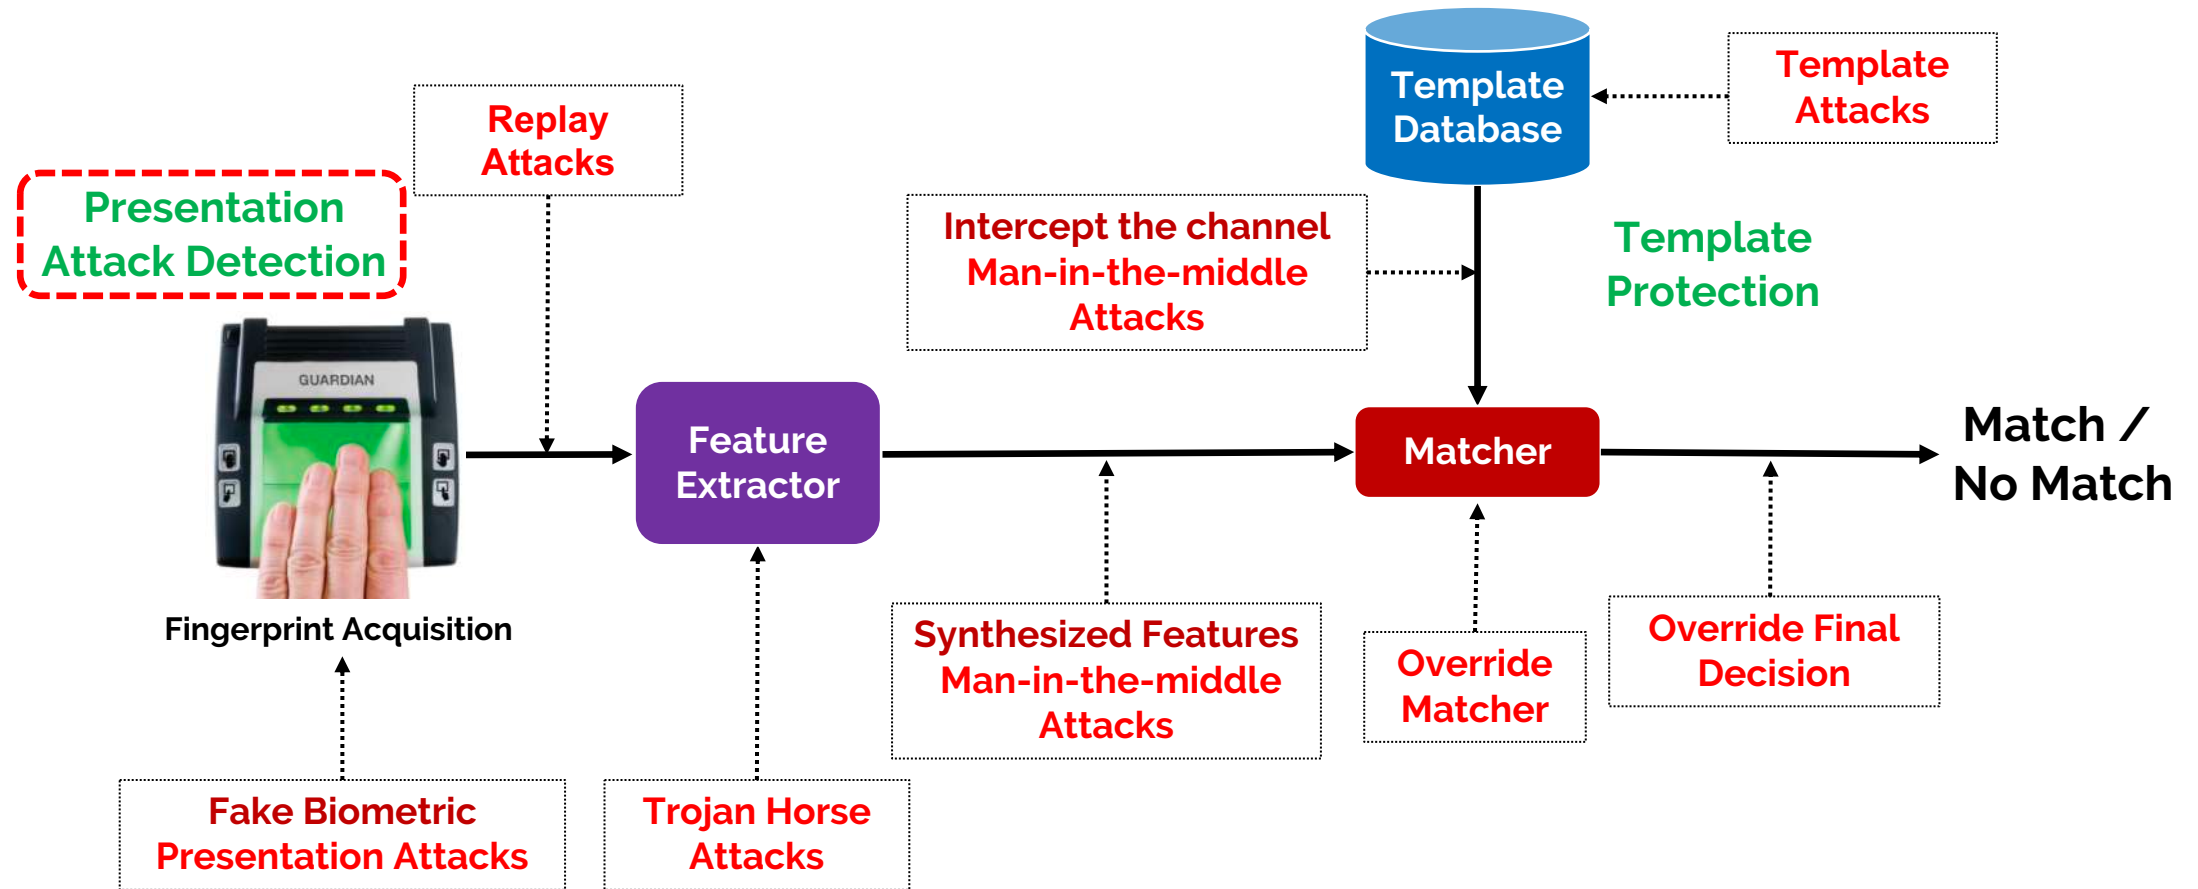 Template
Database
Template
Attacks
Replay
Attacks
Presentation
Attack Detection
Intercept the channel
Man-in-the-middle
Attacks
Template
Protection
GUARDIAN
Feature
Extractor
Matcher
Match /
No Match
Fingerprint Acquisition
Synthesized Features
Man-in-the-middle
Attacks
Override
Matcher
Override Final
Decision
Fake Biometric
Presentation Attacks
Trojan Horse
Attacks